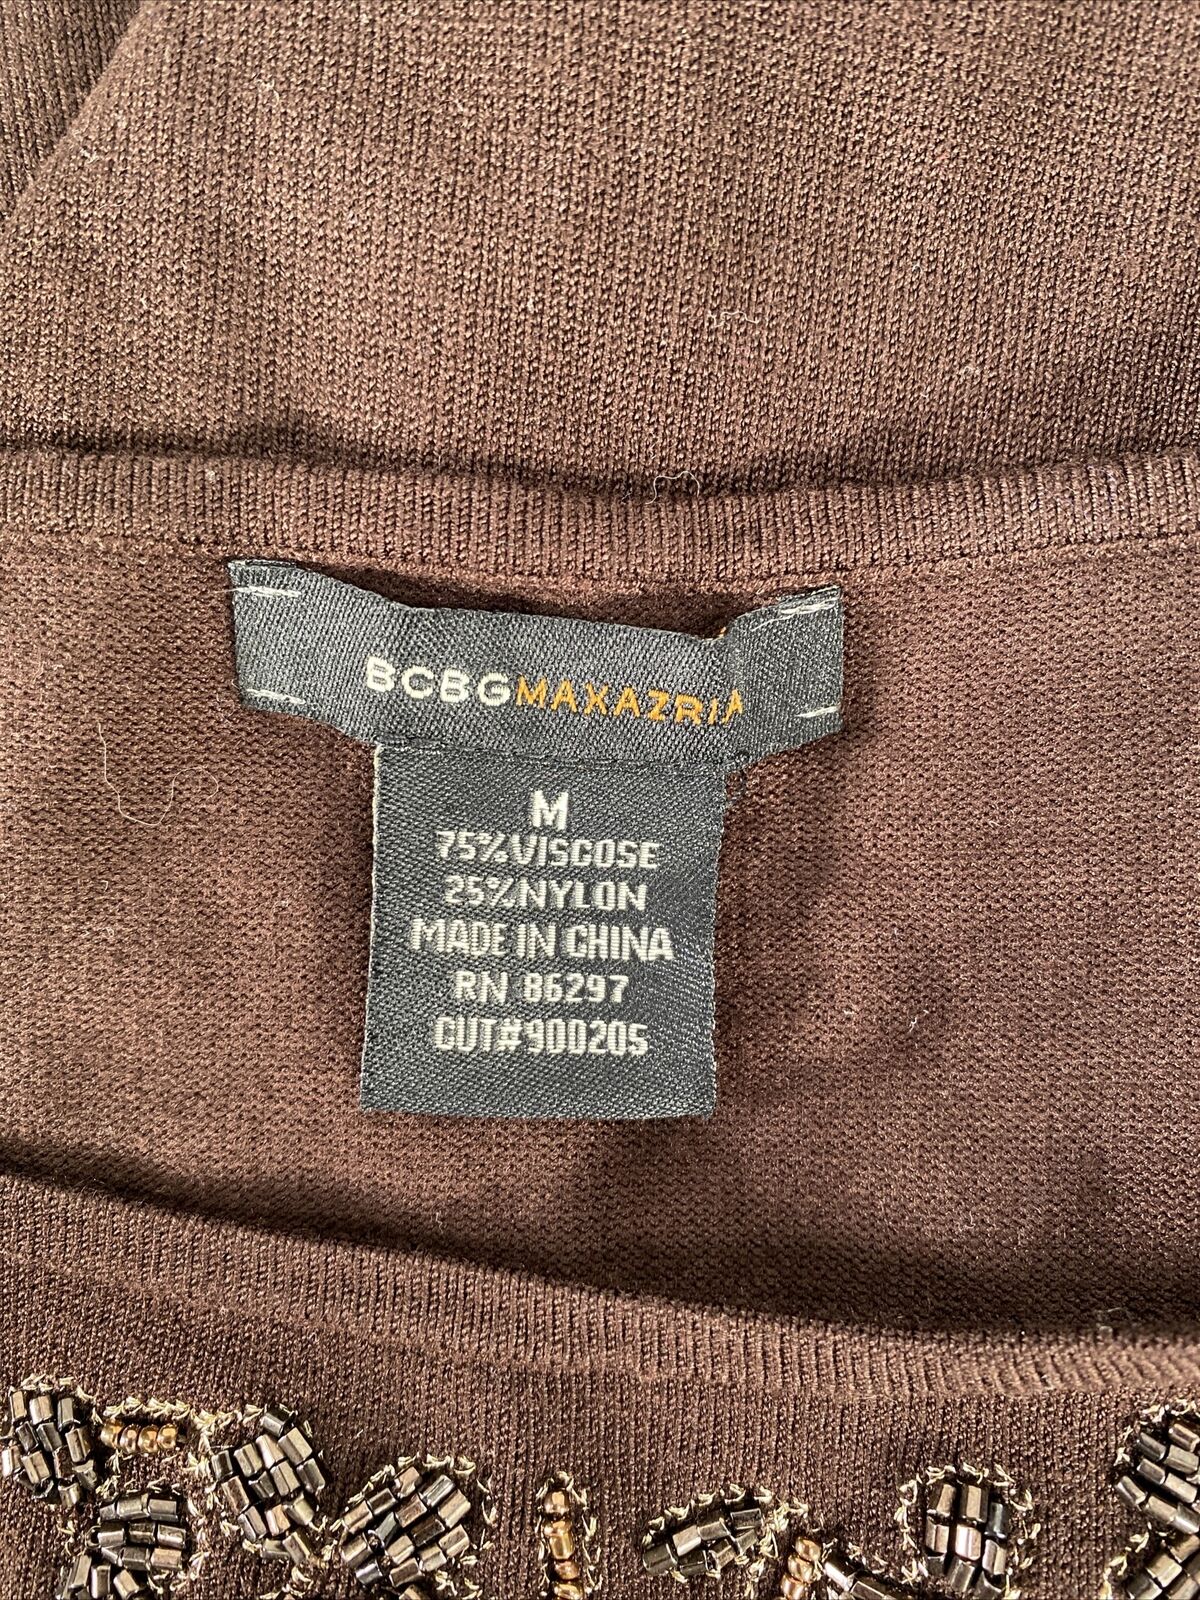 BCBGMAXAZRIA
M
75%VISCOSE
25%NYLON
MADE IN CHINA
RN 86297
CUT#900205